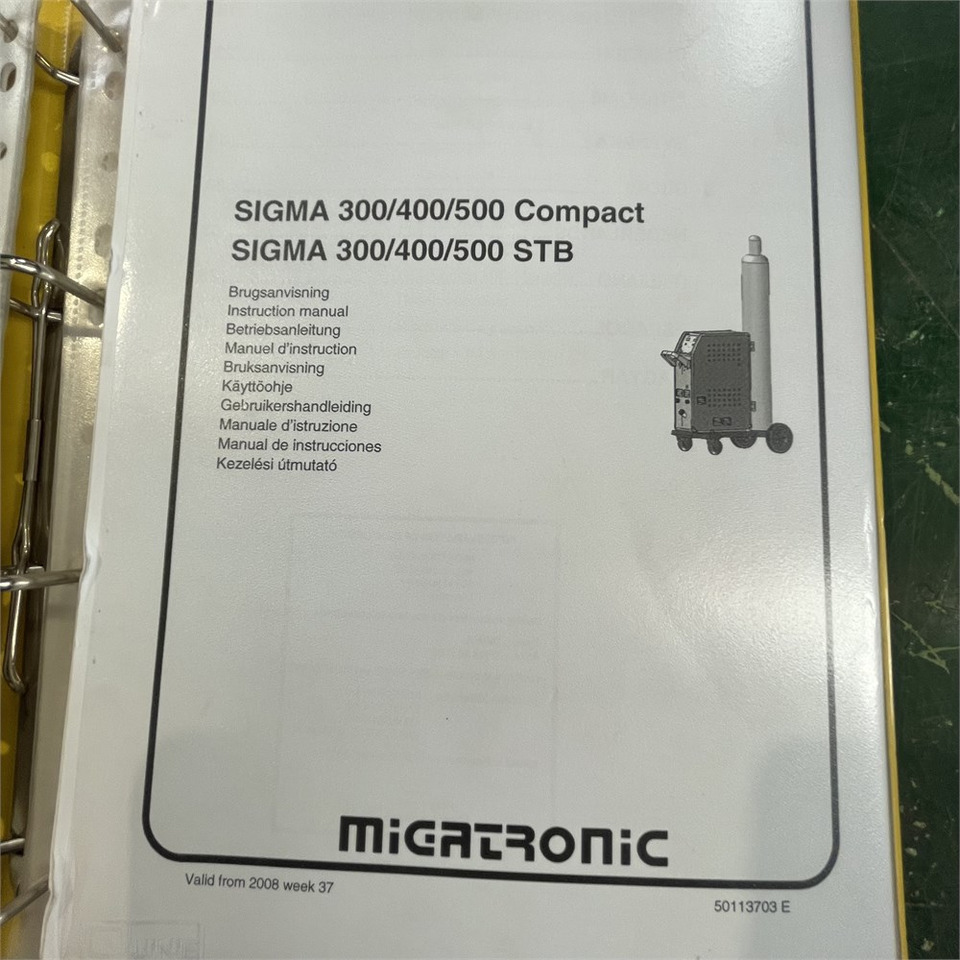 SIGMA 300/400/500 Compact
SIGMA 300/400/500 STB
Brugsanvisning
Instruction manual
Betriebsanleitung
Manuel d'instruction
Bruksanvisning
Käyttöohje
Gebruikershandleiding
Manuale d'istruzione
Manual de instrucciones
Kezelési útmutató
MIGATRONIC
Valid from 2008 week 37
50113703 E